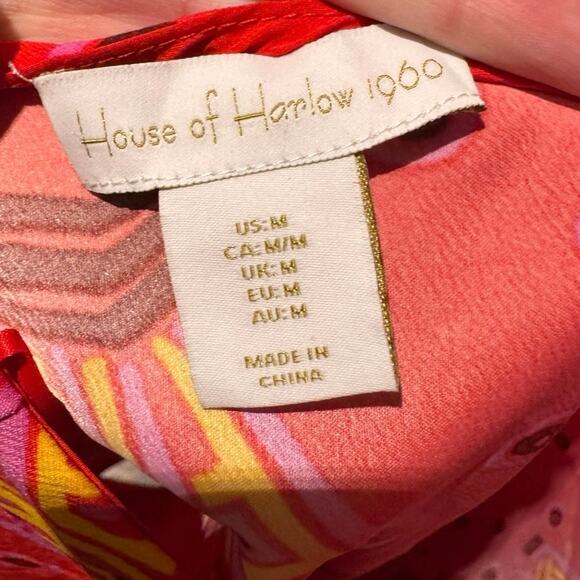 House of Harlow 1960
US:M
CA:M/M
UK:M
EU:M
AU:M
MADE IN
CHINA